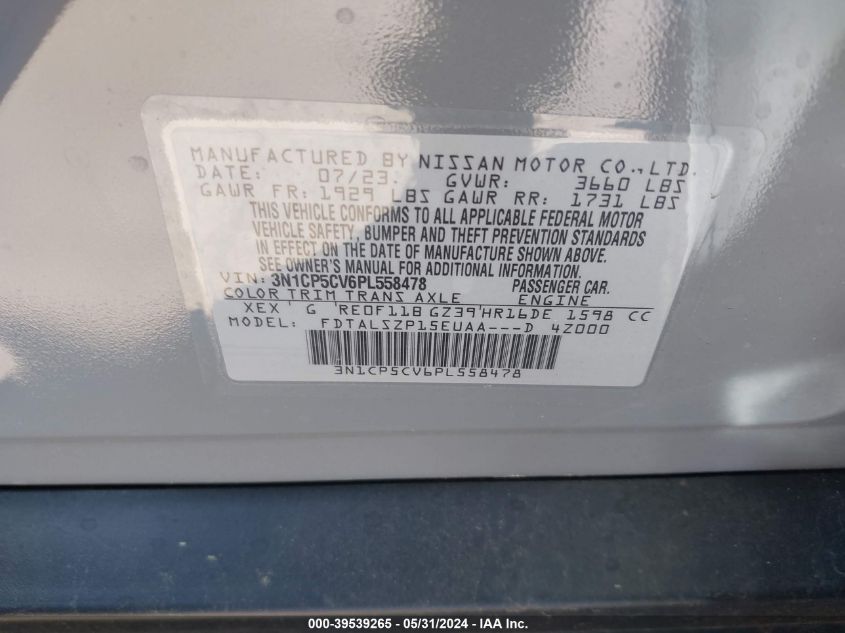 MANUFACTURED BY NISSAN MOTOR CO.,LTD.
DATE: 07/23. GVWR: 3660 LBS
GAWR FR: 1929 LBS GAWR RR: 1731 LBS
THIS VEHICLE CONFORMS TO ALL APPLICABLE FEDERAL MOTOR
VEHICLE SAFETY, BUMPER AND THEFT PREVENTION STANDARDS
IN EFFECT ON THE DATE OF MANUFACTURE SHOWN ABOVE.
SEE OWNER'S MANUAL FOR ADDITIONAL INFORMATION.
VIN: 3N1CP5CV6PL558478 PASSENGER CAR.
COLOR TRIM TRANS AXLE ENGINE
XEX 'G 'RE0F11B GZ39'HR16DE 1598 CC
MODEL: FDTALSZP15EUAA---D 4Z000
3N1CP5CV6PL558478
000-39539265 - 05/31/2024 - IAA Inc.